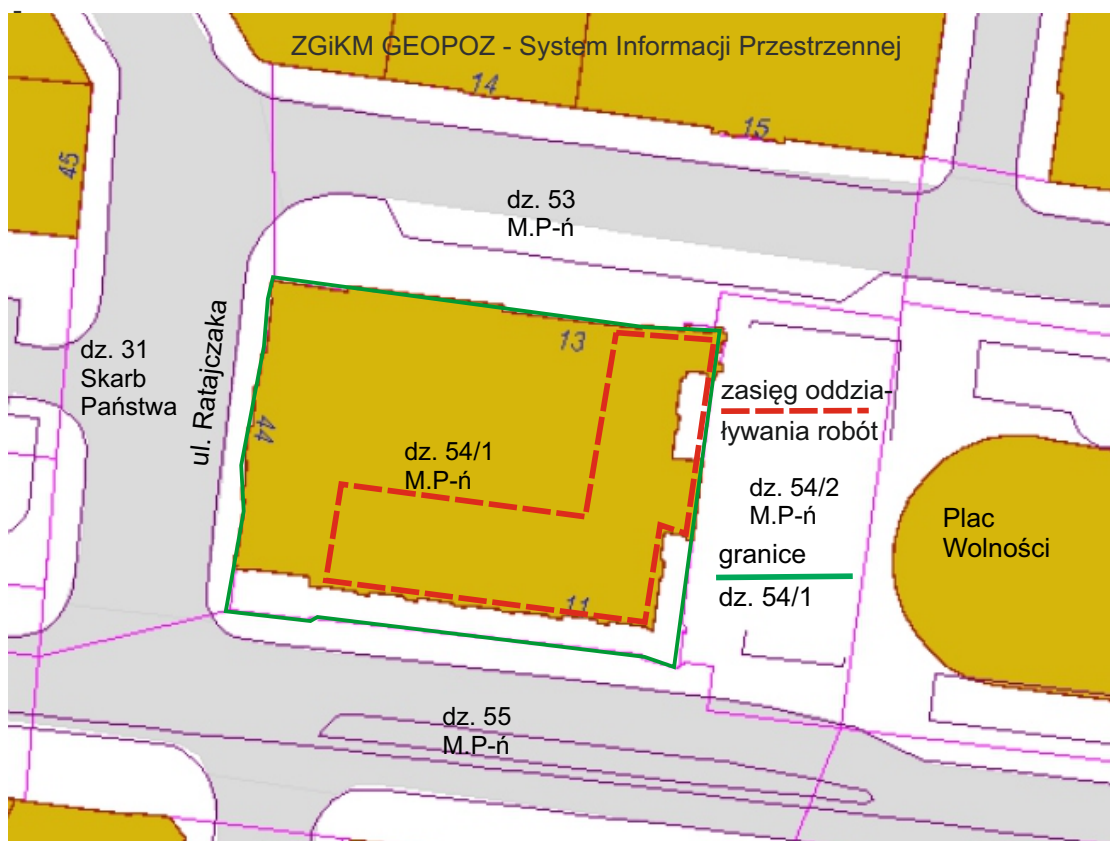 ZGiKM GEOPOZ - System Informacji Przestrzennej
14
15
45
dz. 53
M.P-ń
13
dz. 31
Skarb
Państwa
ul. Ratajczaka
44
zasięg oddzia-
ływania robót
dz. 54/1
M.P-ń
dz. 54/2
M.P-ń
Plac
Wolności
granice
dz. 54/1
11
dz. 55
M.P-ń